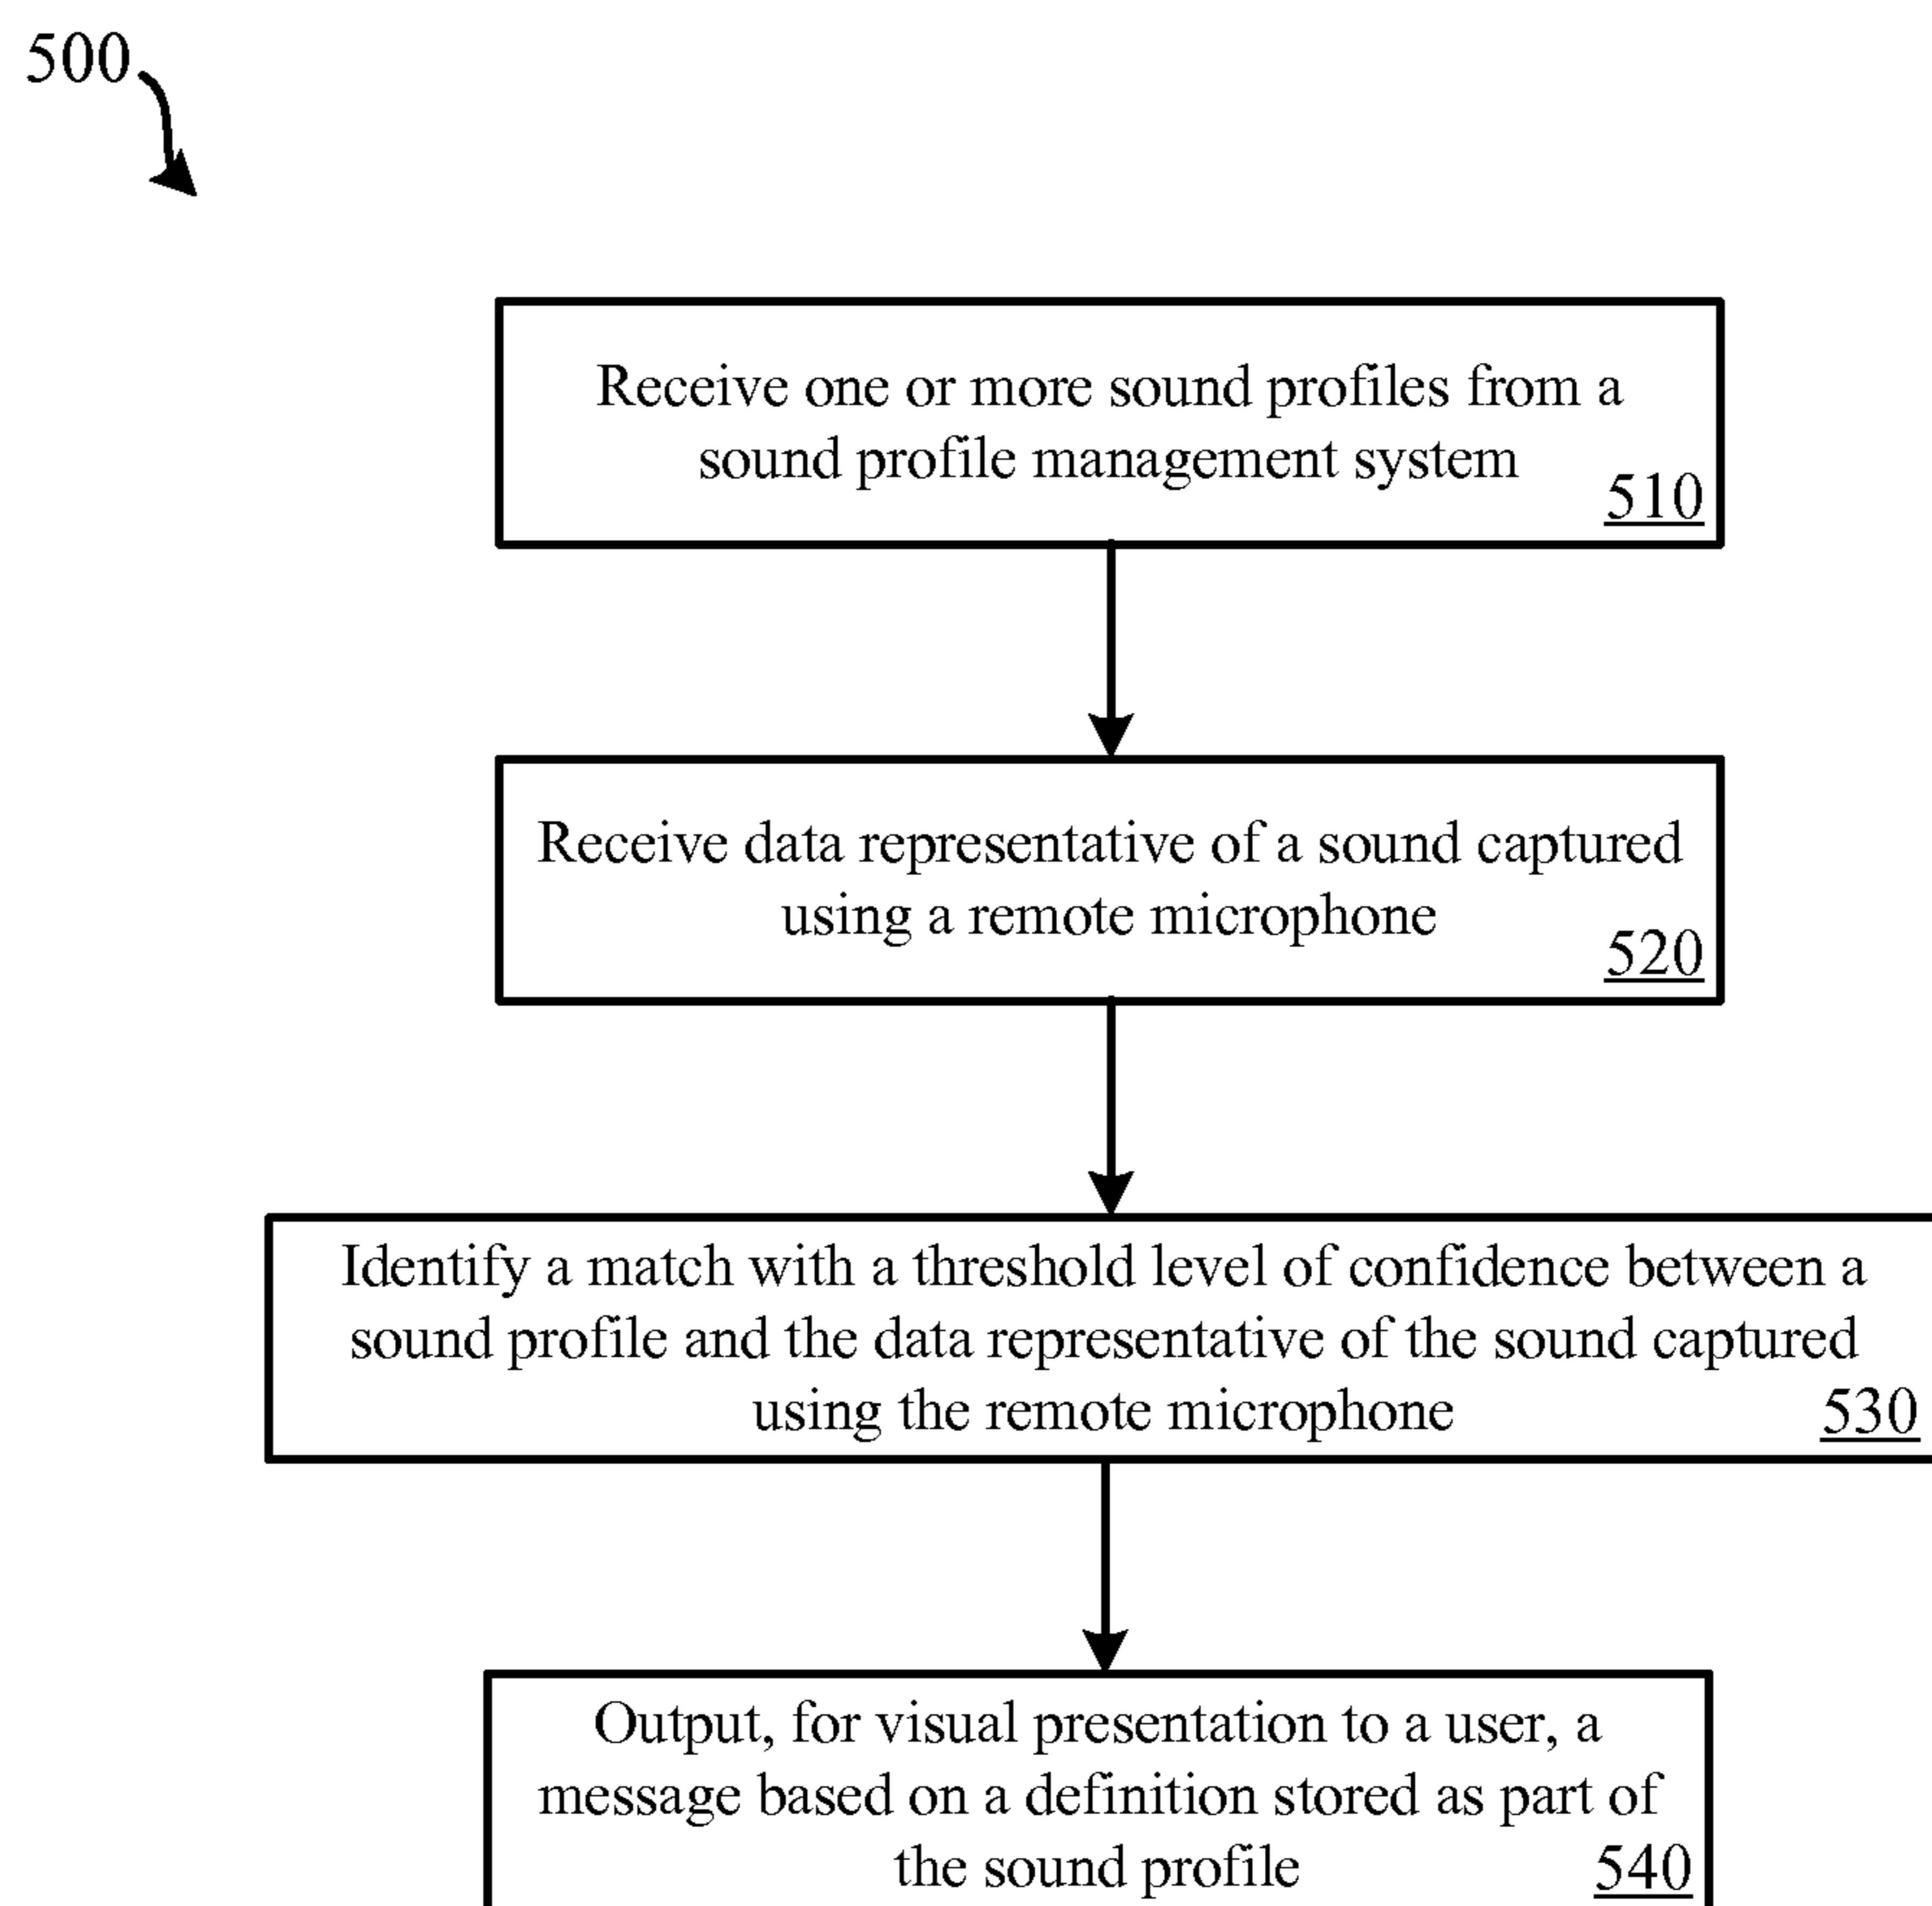 500
Receive one or more sound profiles from a
sound profile management system
510
Receive data representative of a sound captured
using a remote microphone
520
Identify a match with a threshold level of confidence between a
sound profile and the data representative of the sound captured
using the remote microphone
530
Output, for visual presentation to a user, a
message based on a definition stored as part of
the sound profile
540